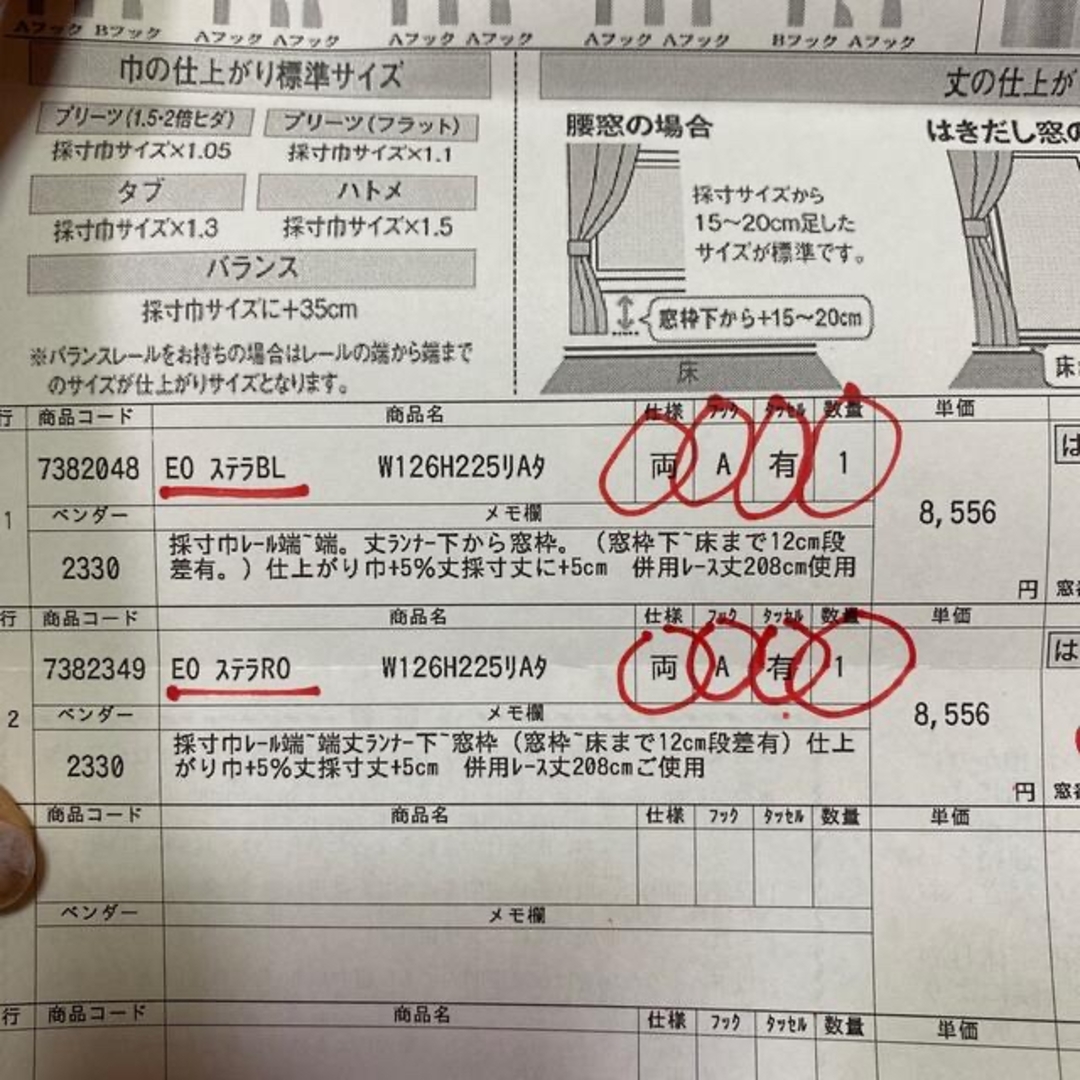 Aフック Bフック Aフック Aフック Aフック Aフック Aフック Aフック Bフック Aフック
巾の仕上がり標準サイズ
プリーツ(1.5・2倍ヒダ) プリーツ(フラット)
採寸巾サイズ×1.05 採寸巾サイズ×1.1
タブ ハトメ
採寸巾サイズ×1.3 採寸巾サイズ×1.5
バランス
採寸巾サイズに+35cm
※バランスレールをお持ちの場合はレールの端から端まで
のサイズが仕上がりサイズとなります。
丈の仕上が
腰窓の場合
採寸サイズから
15〜20cm足した
サイズが標準です。
窓枠下から+15〜20cm
床
はきだし窓の
床
行 商品コード 商品名 仕様 フック タッセル 数量 単価
1 7382048 EO ステラBL W126H225リAタ 両 A 有 1 8,556 円
は
ベンダー メモ欄
2330 採寸巾レール端~端。丈ランナー下から窓枠。(窓枠下~床まで12cm段
差有。)仕上がり巾+5%丈採寸丈に+5cm 併用レース丈208cm使用
窓番
行 商品コード 商品名 仕様 フック タッセル 数量 単価
2 7382349 EO ステラRO W126H225リAタ 両 A 有 1 8,556 円
は
ベンダー メモ欄
2330 採寸巾レール端~端丈ランナー下~窓枠(窓枠~床まで12cm段差有)仕上
がり巾+5%丈採寸丈+5cm 併用レース丈208cmご使用
窓番
商品コード 商品名 仕様 フック タッセル 数量 単価
ベンダー メモ欄
行 商品コード 商品名 仕様 フック タッセル 数量 単価